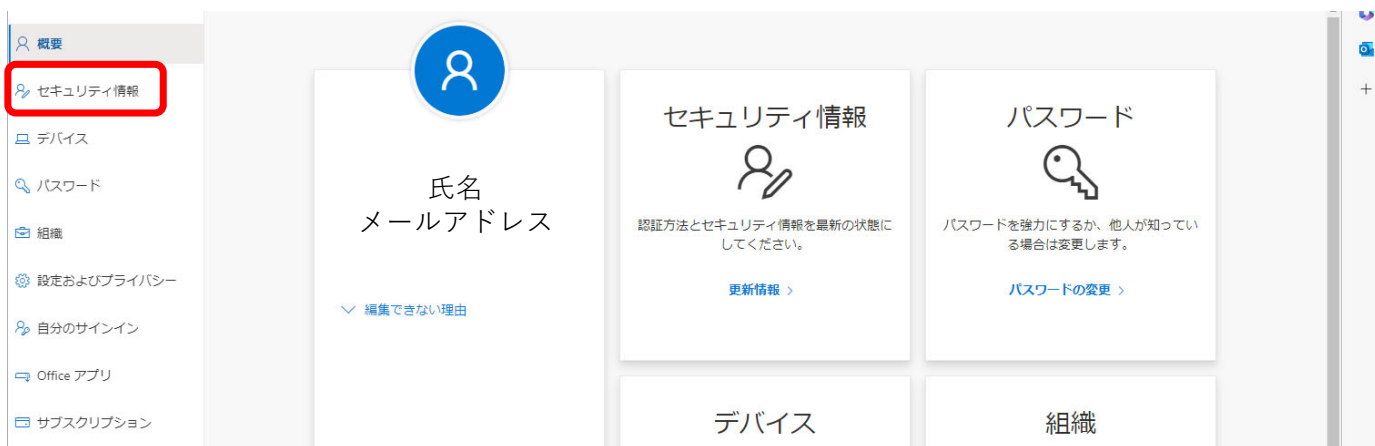 概要
セキュリティ情報
デバイス
パスワード
組織
設定およびプライバシー
自分のサインイン
Office アプリ
サブスクリプション
氏名
メールアドレス
編集できない理由
セキュリティ情報
認証方法とセキュリティ情報を最新の状態に
してください。
更新情報
パスワード
パスワードを強力にするか、他人が知ってい
る場合は変更します。
パスワードの変更
デバイス
組織